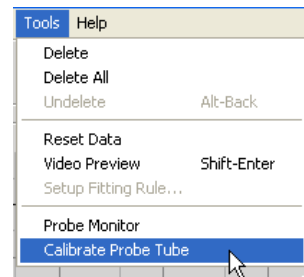 Tools Help
Delete
Delete All
Undelete Alt-Back
Reset Data
Video Preview Shift-Enter
Setup Fitting Rule...
Probe Monitor
Calibrate Probe Tube